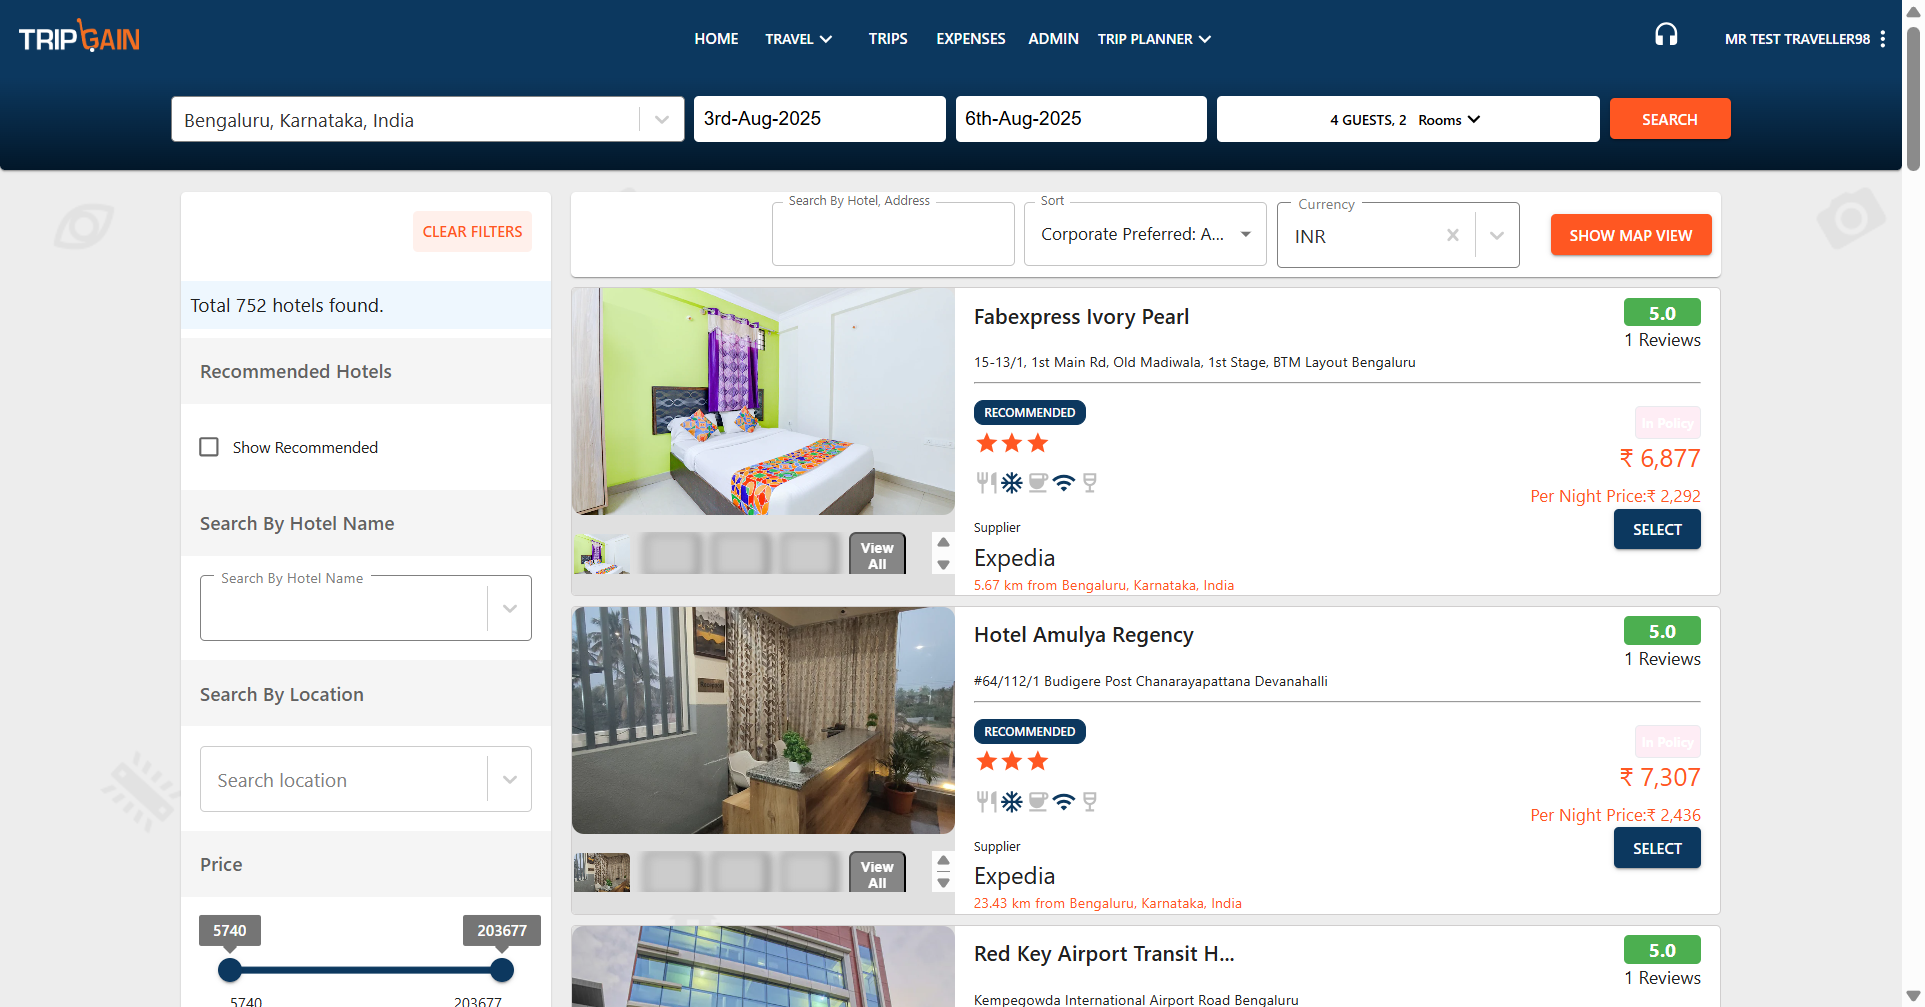 TRIPGAIN
HOME
TRAVEL
TRIPS
EXPENSES
ADMIN
TRIP PLANNER
MR TEST TRAVELLER98
Bengaluru, Karnataka, India
3rd-Aug-2025
6th-Aug-2025
4 GUESTS, 2 Rooms
SEARCH
CLEAR FILTERS
Total 752 hotels found.
Recommended Hotels
Show Recommended
Search By Hotel Name
Search By Hotel Name
Search By Location
Search location
Price
5740
203677
5740
203677
Search By Hotel, Address
Sort
Corporate Preferred: A...
Currency
INR
SHOW MAP VIEW
Fabexpress Ivory Pearl
5.0
1 Reviews
15-13/1, 1st Main Rd, Old Madiwala, 1st Stage, BTM Layout Bengaluru
RECOMMENDED
In Policy
₹ 6,877
Per Night Price:₹ 2,292
SELECT
Supplier
Expedia
5.67 km from Bengaluru, Karnataka, India
View
All
Hotel Amulya Regency
5.0
1 Reviews
#64/112/1 Budigere Post Chanarayapattana Devanahalli
RECOMMENDED
In Policy
₹ 7,307
Per Night Price:₹ 2,436
SELECT
Supplier
Expedia
23.43 km from Bengaluru, Karnataka, India
View
All
Red Key Airport Transit H...
5.0
1 Reviews
Kempegowda International Airport Road Bengaluru